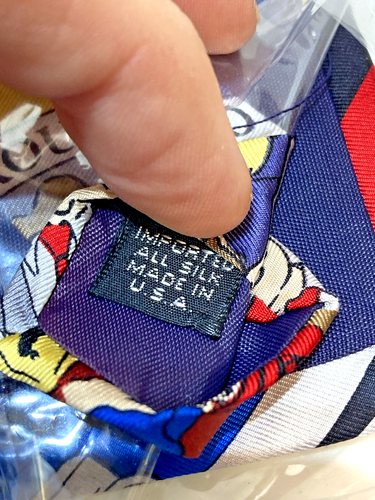 IMPORTED
ALL SILK
MADE IN
U.S.A.